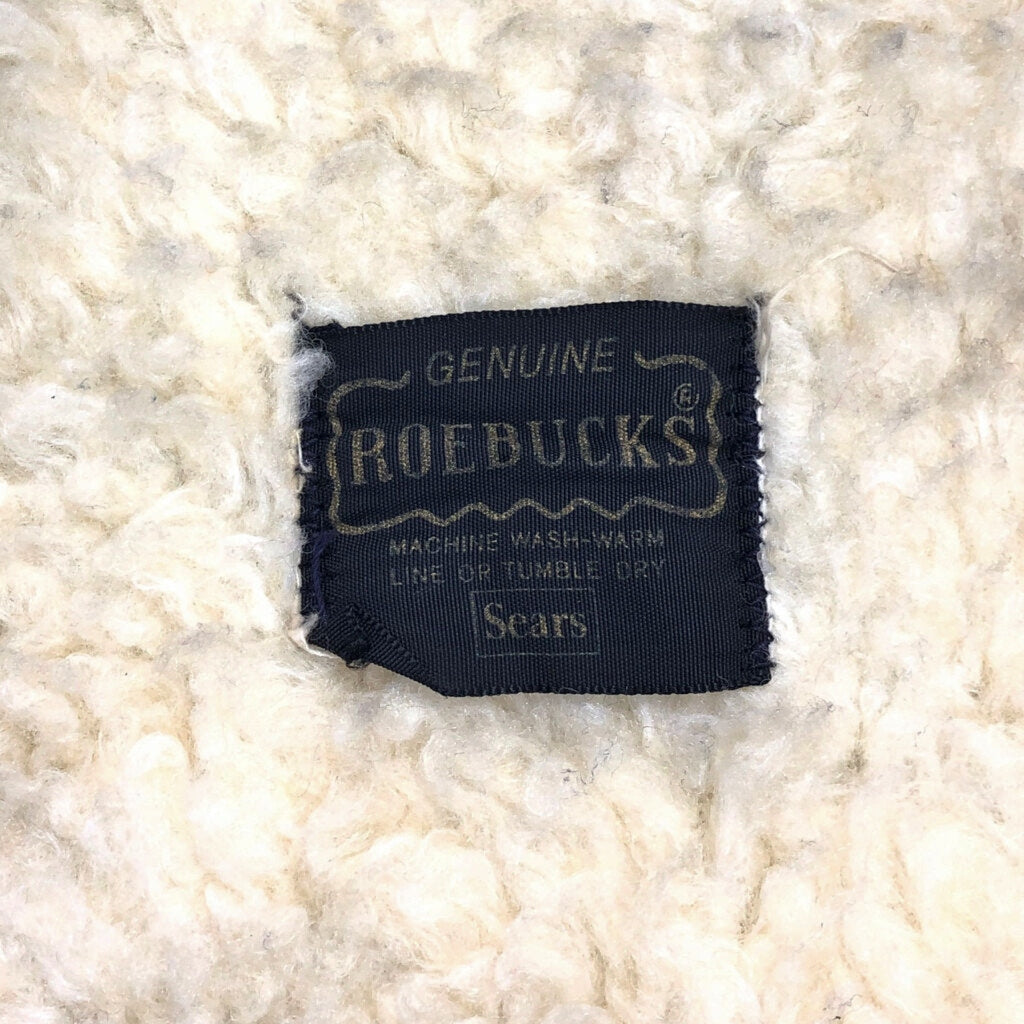 GENUINE
ROEBUCKS®
MACHINE WASH-WARM
LINE OR TUMBLE DRY
Sears